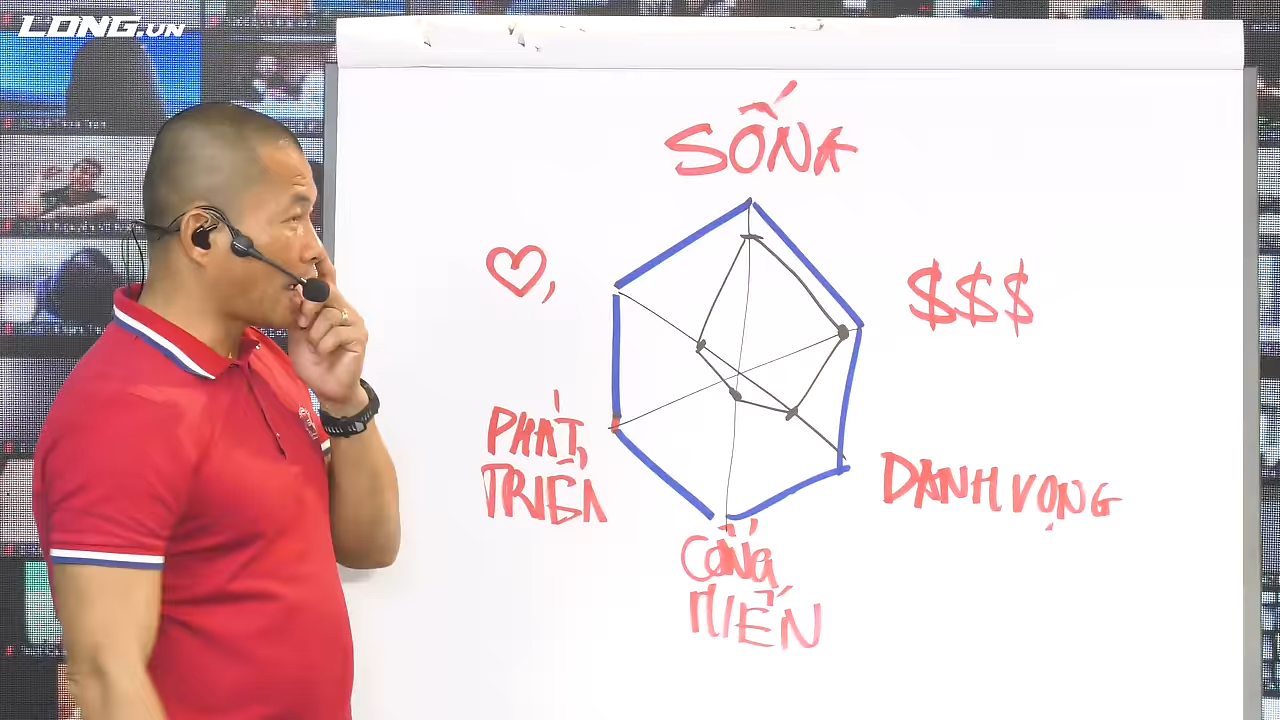 LONG.VN
SỐNG
♡,
$$$
PHÁT
TRIỂN
DANH VỌNG
CỐNG
HIẾN